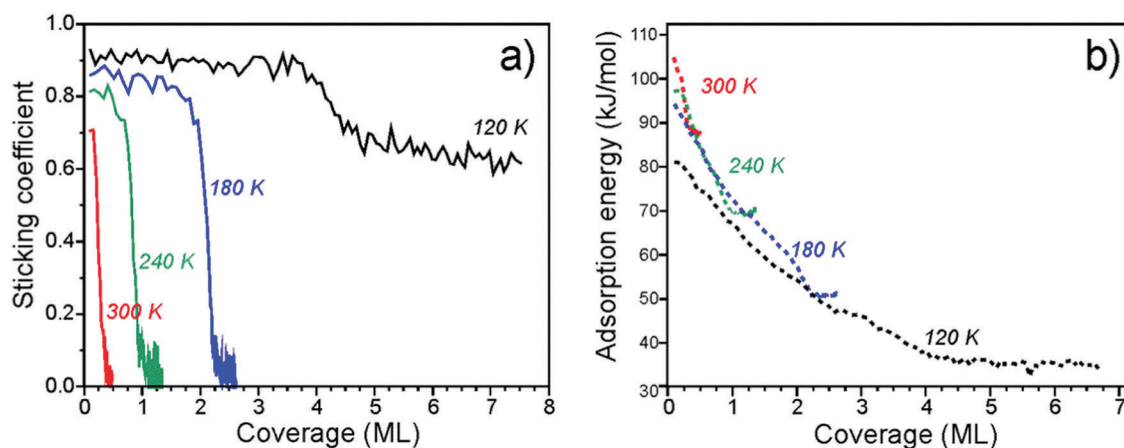 a)
Sticking coefficient
1.0
0.8
0.6
0.4
0.2
0.0
120 K
180 K
240 K
300 K
0 1 2 3 4 5 6 7 8
Coverage (ML)
b)
Adsorption energy (kJ/mol)
110
100
90
80
70
60
50
40
30
300 K
240 K
180 K
120 K
0 1 2 3 4 5 6 7
Coverage (ML)